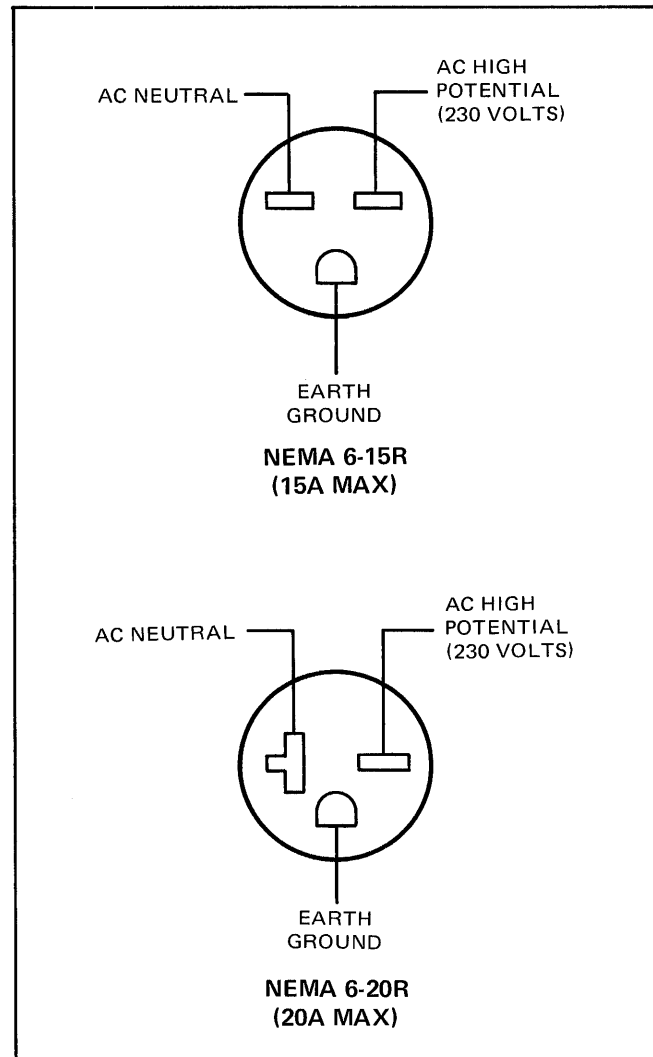 AC NEUTRAL
AC HIGH
POTENTIAL
(230 VOLTS)
EARTH
GROUND
NEMA 6-15R
(15A MAX)
AC NEUTRAL
AC HIGH
POTENTIAL
(230 VOLTS)
EARTH
GROUND
NEMA 6-20R
(20A MAX)